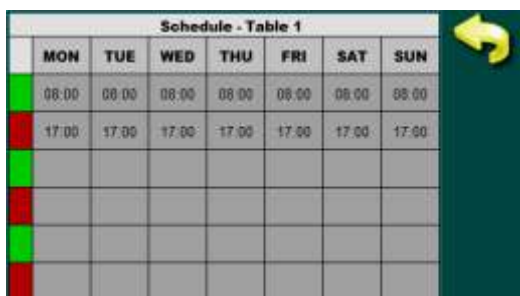 Schedule - Table 1
MON TUE WED THU FRI SAT SUN
08:00 08:00 08:00 08:00 08:00 08:00 08:00
17:00 17:00 17:00 17:00 17:00 17:00 17:00